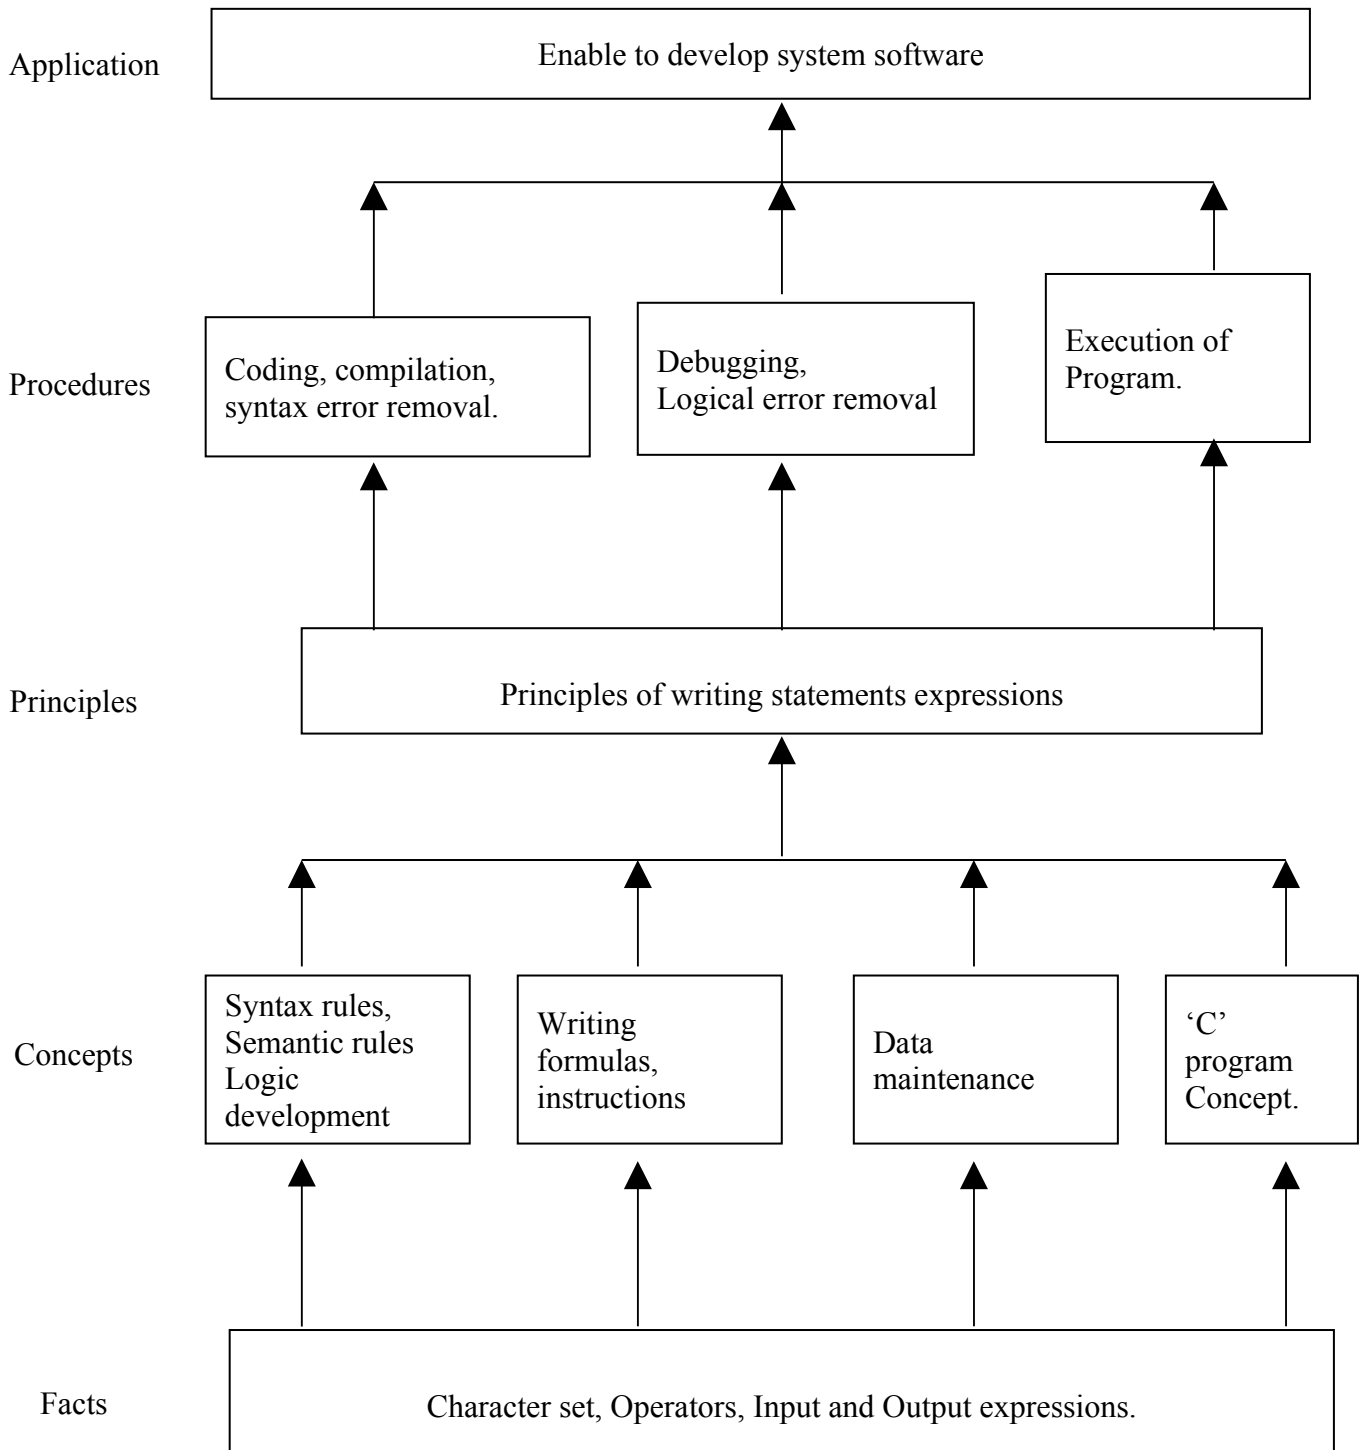 Application
Enable to develop system software
Procedures
Coding, compilation,
syntax error removal.
Debugging,
Logical error removal
Execution of
Program.
Principles
Principles of writing statements expressions
Concepts
Syntax rules,
Semantic rules
Logic
development
Writing
formulas,
instructions
Data
maintenance
‘C’
program
Concept.
Facts
Character set, Operators, Input and Output expressions.